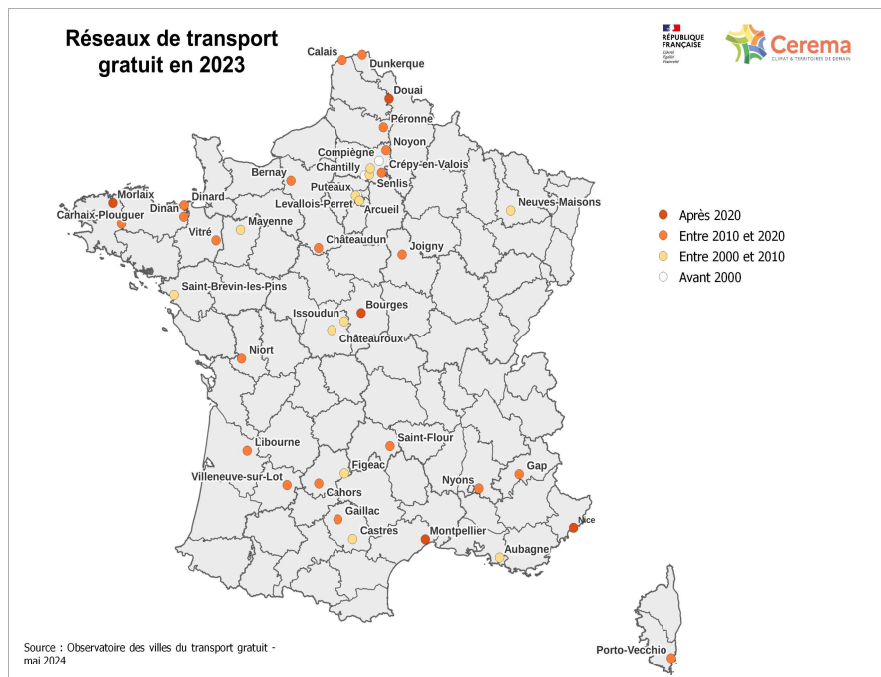 Réseaux de transport
gratuit en 2023
RÉPUBLIQUE
FRANÇAISE
Liberté
Égalité
Fraternité
Cerema
CLIMAT & TERRITOIRES DE DEMAIN
Calais
Dunkerque
Douai
Péronne
Noyon
Compiègne
Crépy-en-Valois
Chantilly
Senlis
Bernay
Puteaux
Levallois-Perret
Arcueil
Neuves-Maisons
Morlaix
Dinard
Carhaix-Plouguer
Dinan
Mayenne
Vitré
Châteaudun
Joigny
Saint-Brevin-les-Pins
Issoudun
Bourges
Châteauroux
Niort
Libourne
Saint-Flour
Figeac
Villeneuve-sur-Lot
Cahors
Nyons
Gap
Gaillac
Castres
Montpellier
Nice
Aubagne
Porto-Vecchio
Après 2020
Entre 2010 et 2020
Entre 2000 et 2010
Avant 2000
Source : Observatoire des villes du transport gratuit -
mai 2024